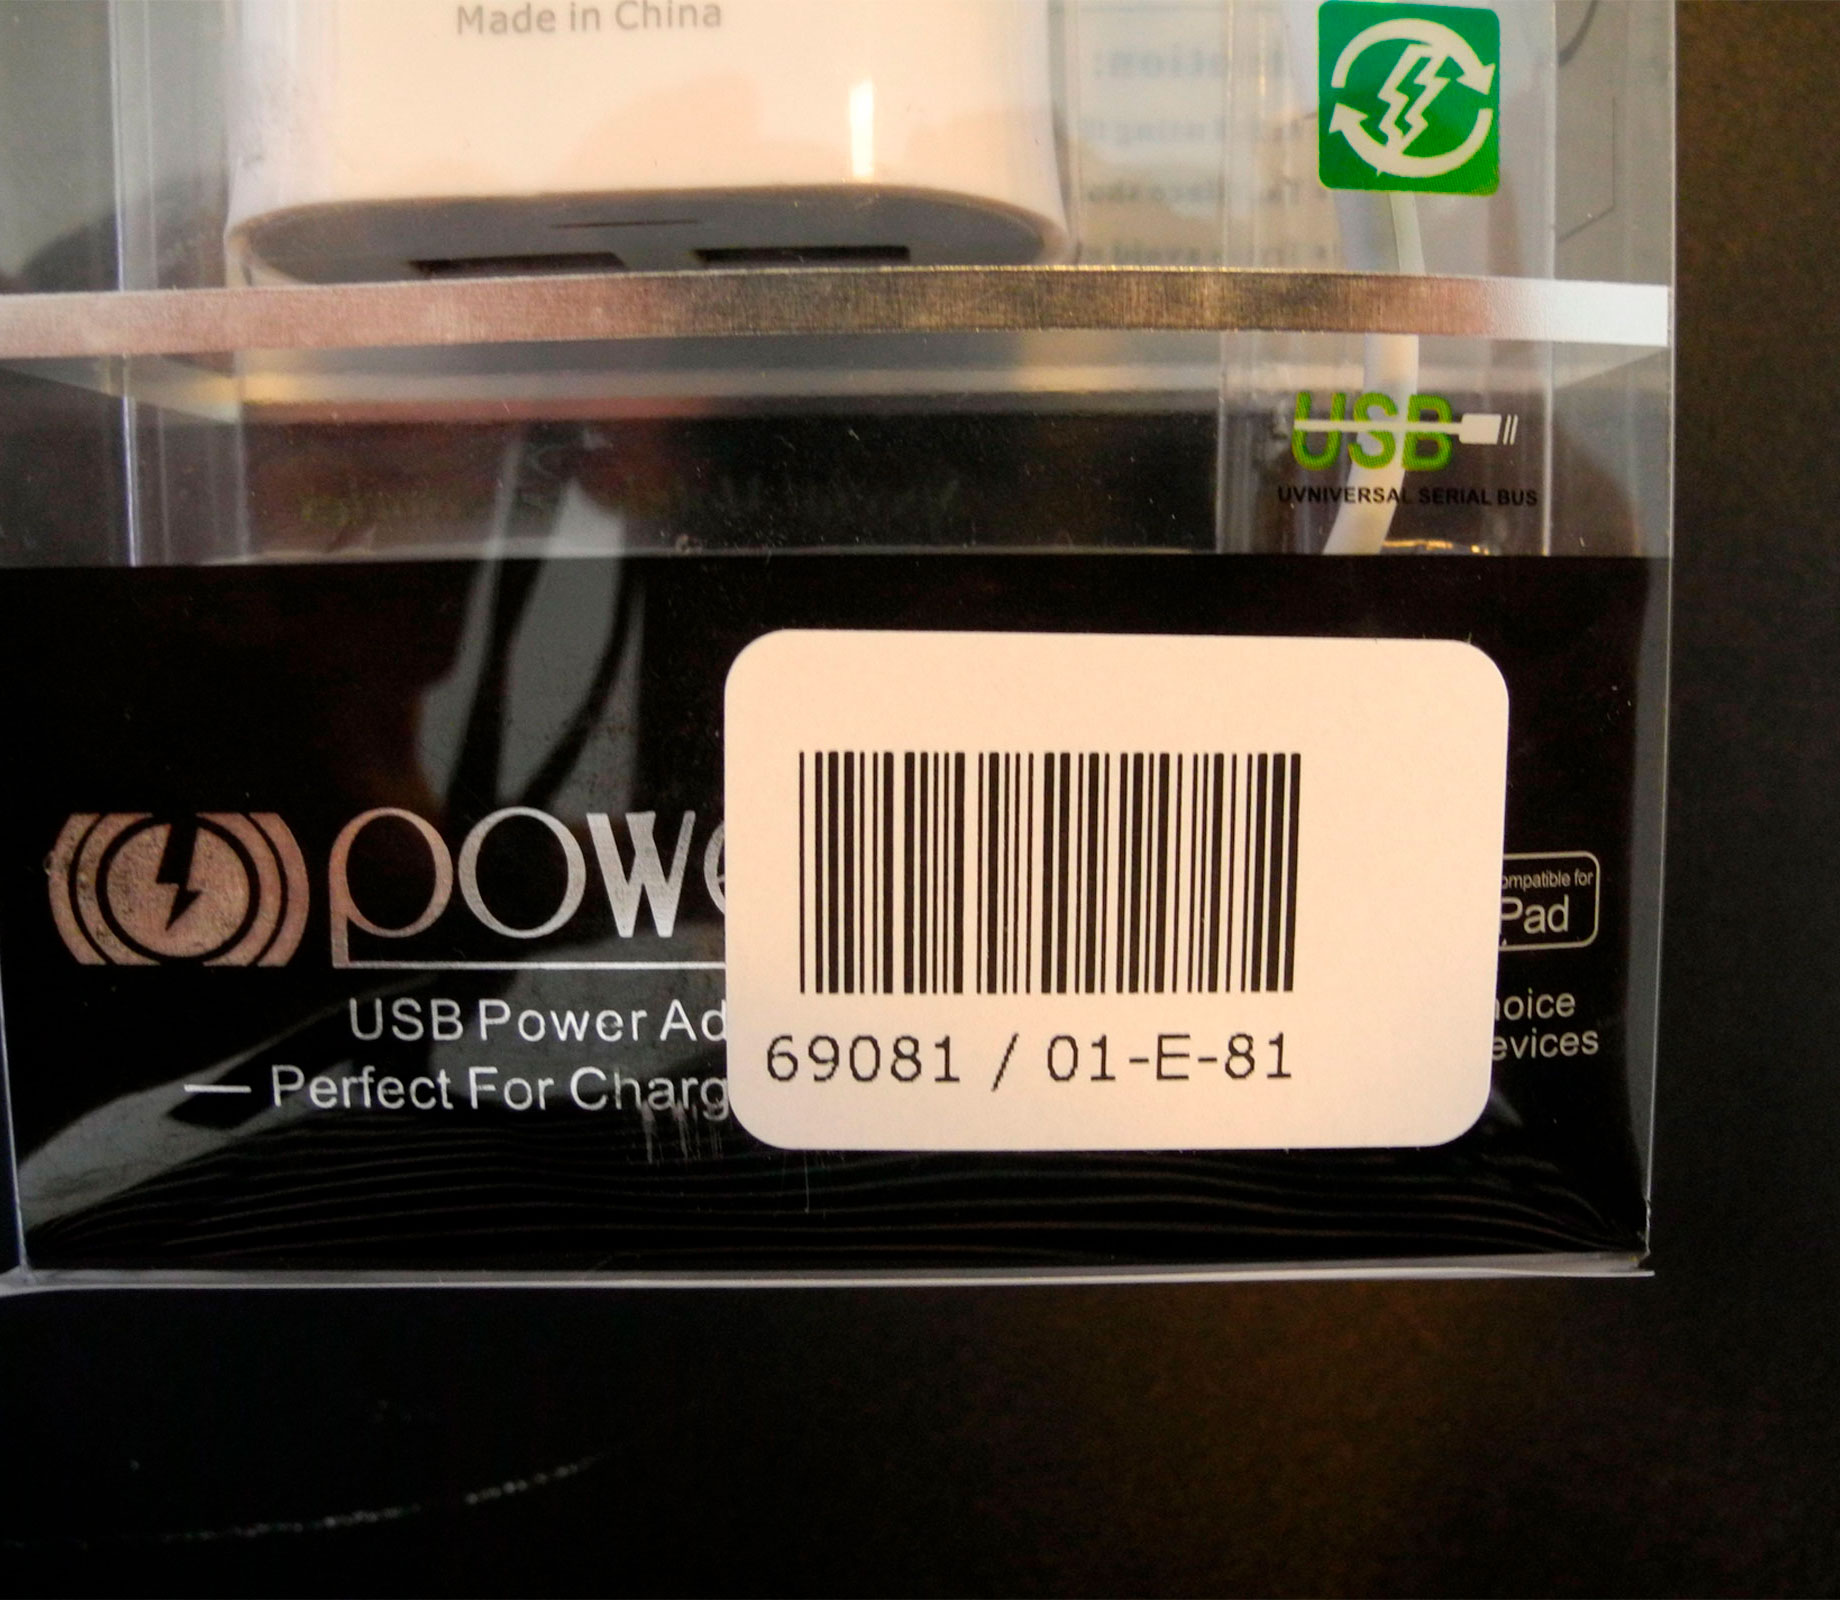 Made in China
USB
UVNIVERSAL SERIAL BUS
USB Power Ad
— Perfect For Charg
69081 / 01-E-81
ompatible for
Pad
hoice
evices
powe